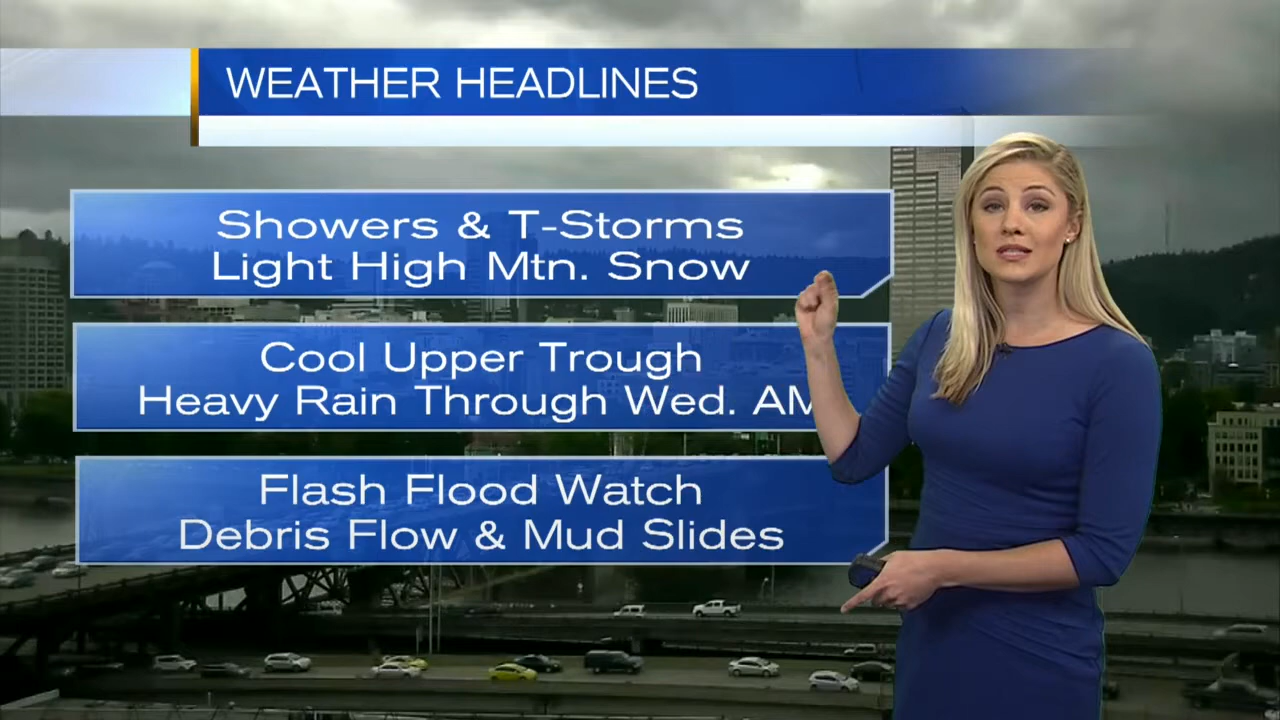 WEATHER HEADLINES
Showers & T-Storms
Light High Mtn. Snow
Cool Upper Trough
Heavy Rain Through Wed. AM
Flash Flood Watch
Debris Flow & Mud Slides